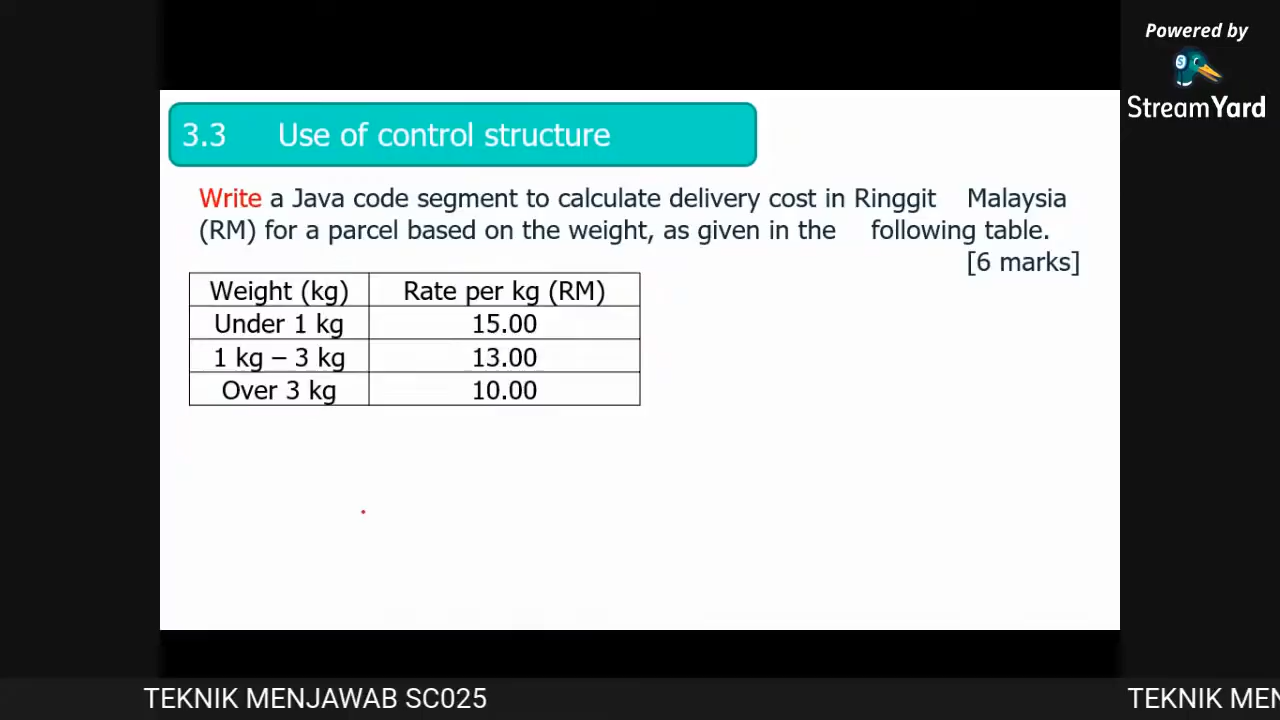 Powered by
StreamYard
3.3 Use of control structure
Write a Java code segment to calculate delivery cost in Ringgit Malaysia
(RM) for a parcel based on the weight, as given in the following table.
[6 marks]
Weight (kg) Rate per kg (RM)
Under 1 kg 15.00
1 kg – 3 kg 13.00
Over 3 kg 10.00
TEKNIK MENJAWAB SC025 TEKNIK MEN